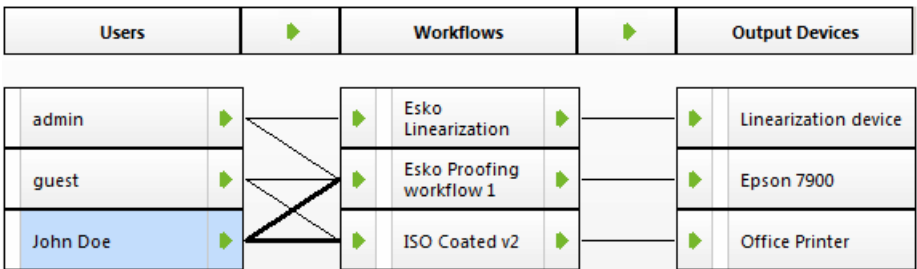 Users
Workflows
Output Devices
admin
Esko
Linearization
Linearization device
guest
Esko Proofing
workflow 1
Epson 7900
John Doe
ISO Coated v2
Office Printer